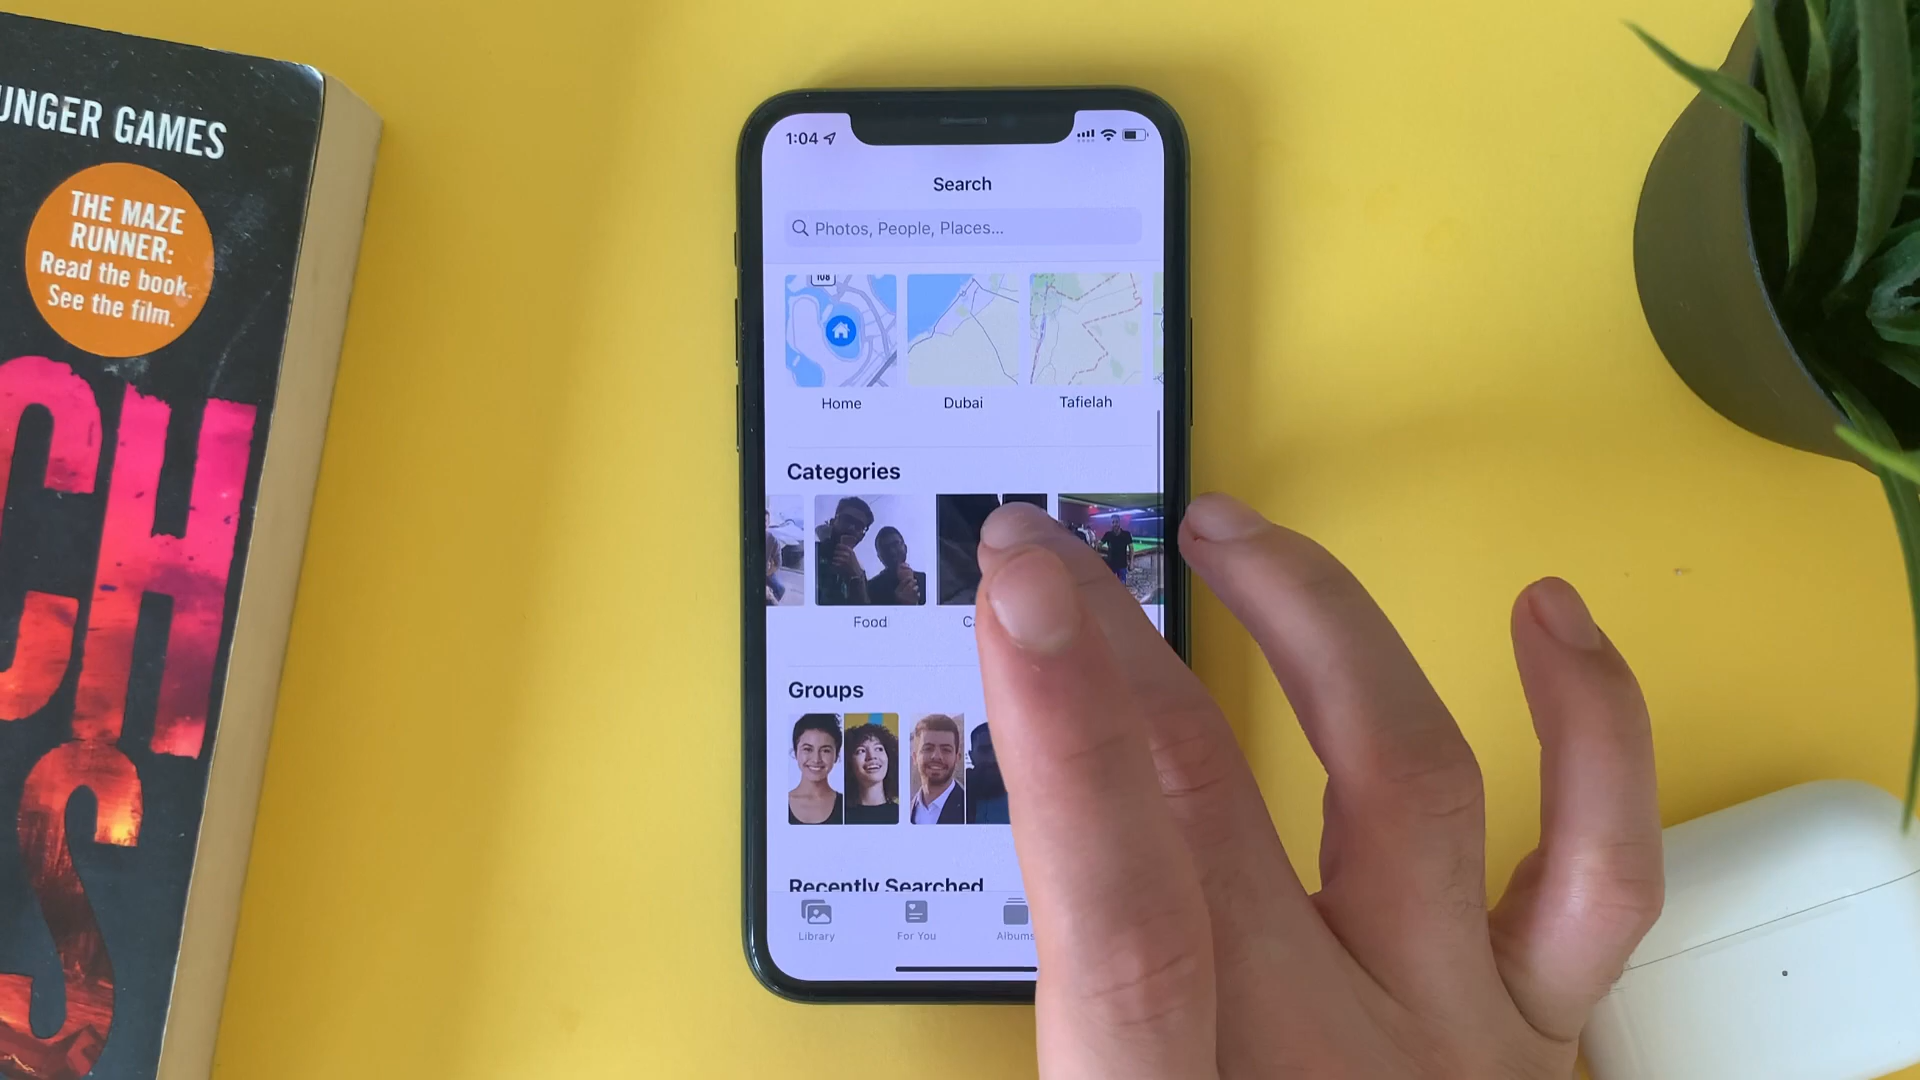 UNGER GAMES
THE MAZE
RUNNER:
Read the book.
See the film.
CH
S
1:04
Search
Photos, People, Places...
108
Home
Dubai
Tafielah
Categories
Food
Groups
Recently Searched
Library
For You
Albums